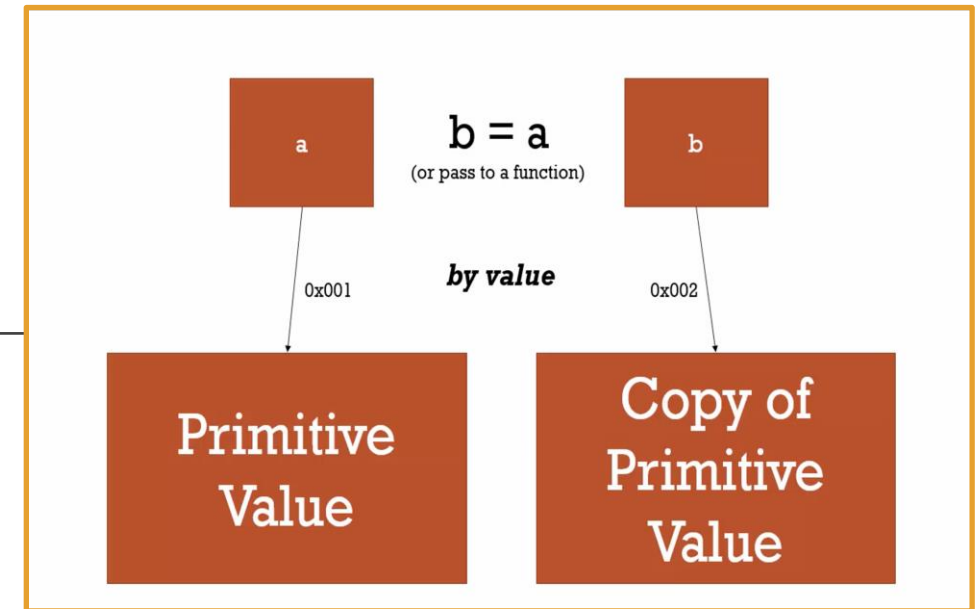 a
b = a
(or pass to a function)
b
by value
0x001
0x002
Primitive
Value
Copy of
Primitive
Value